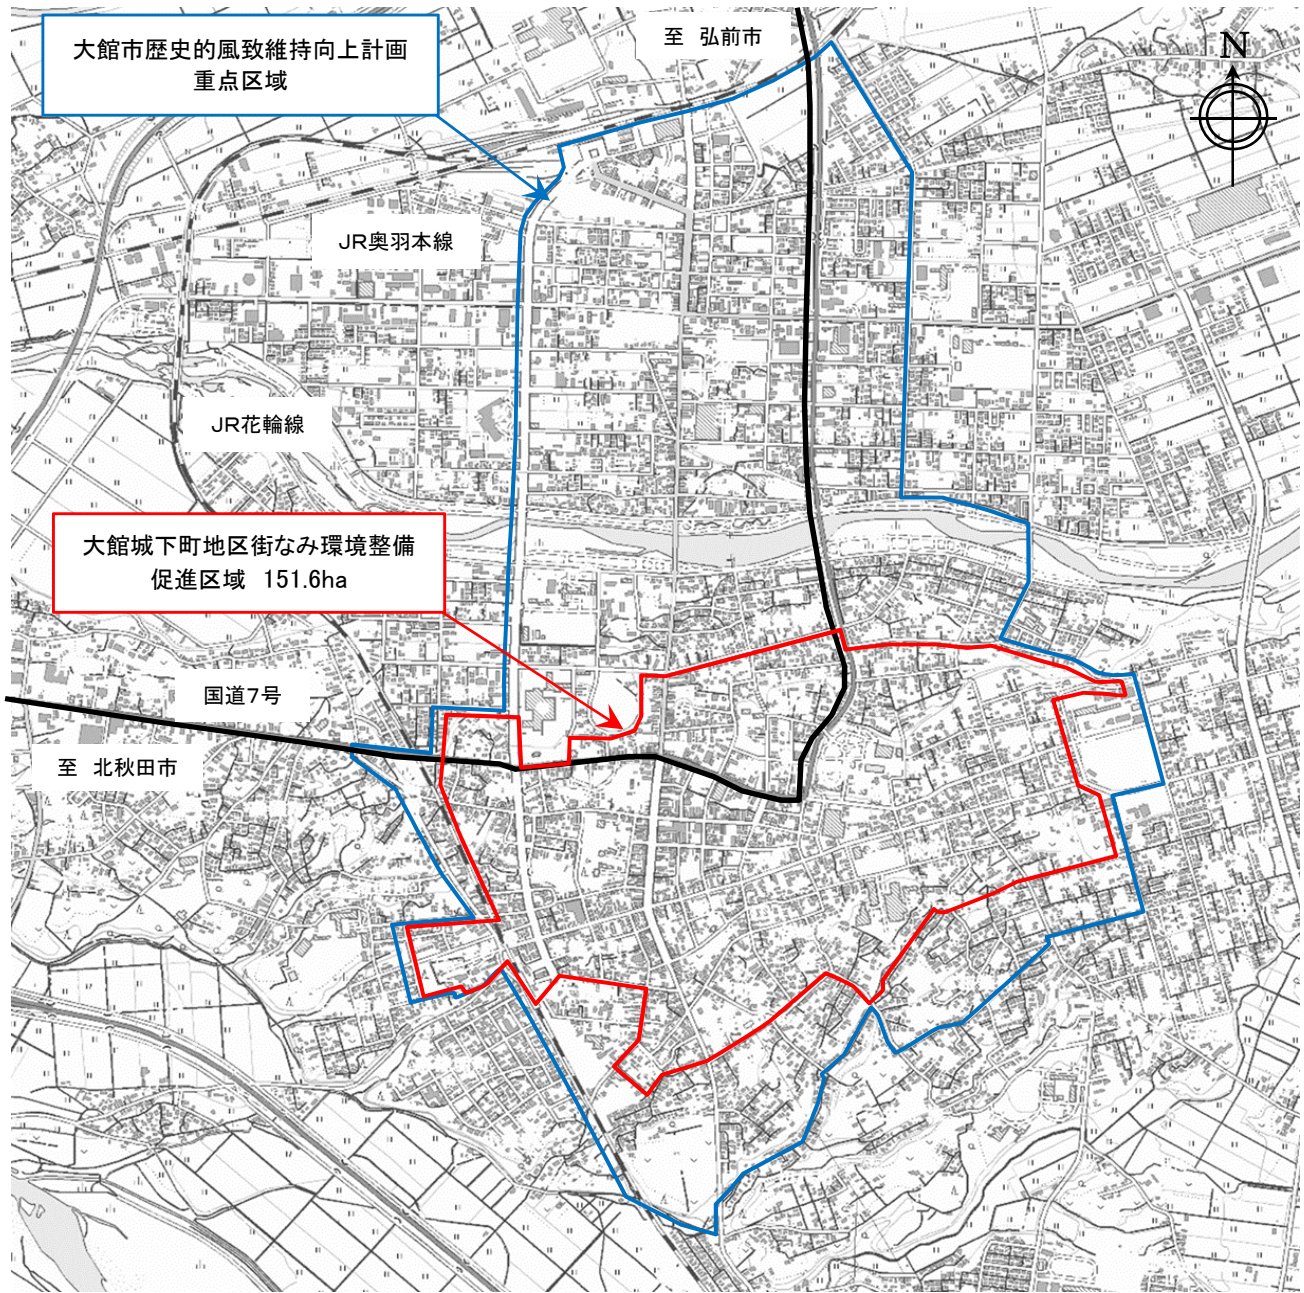 大館市歴史的風致維持向上計画
重点区域
至 弘前市
N
JR奥羽本線
JR花輪線
大館城下町地区街なみ環境整備
促進区域 151.6ha
国道7号
至 北秋田市